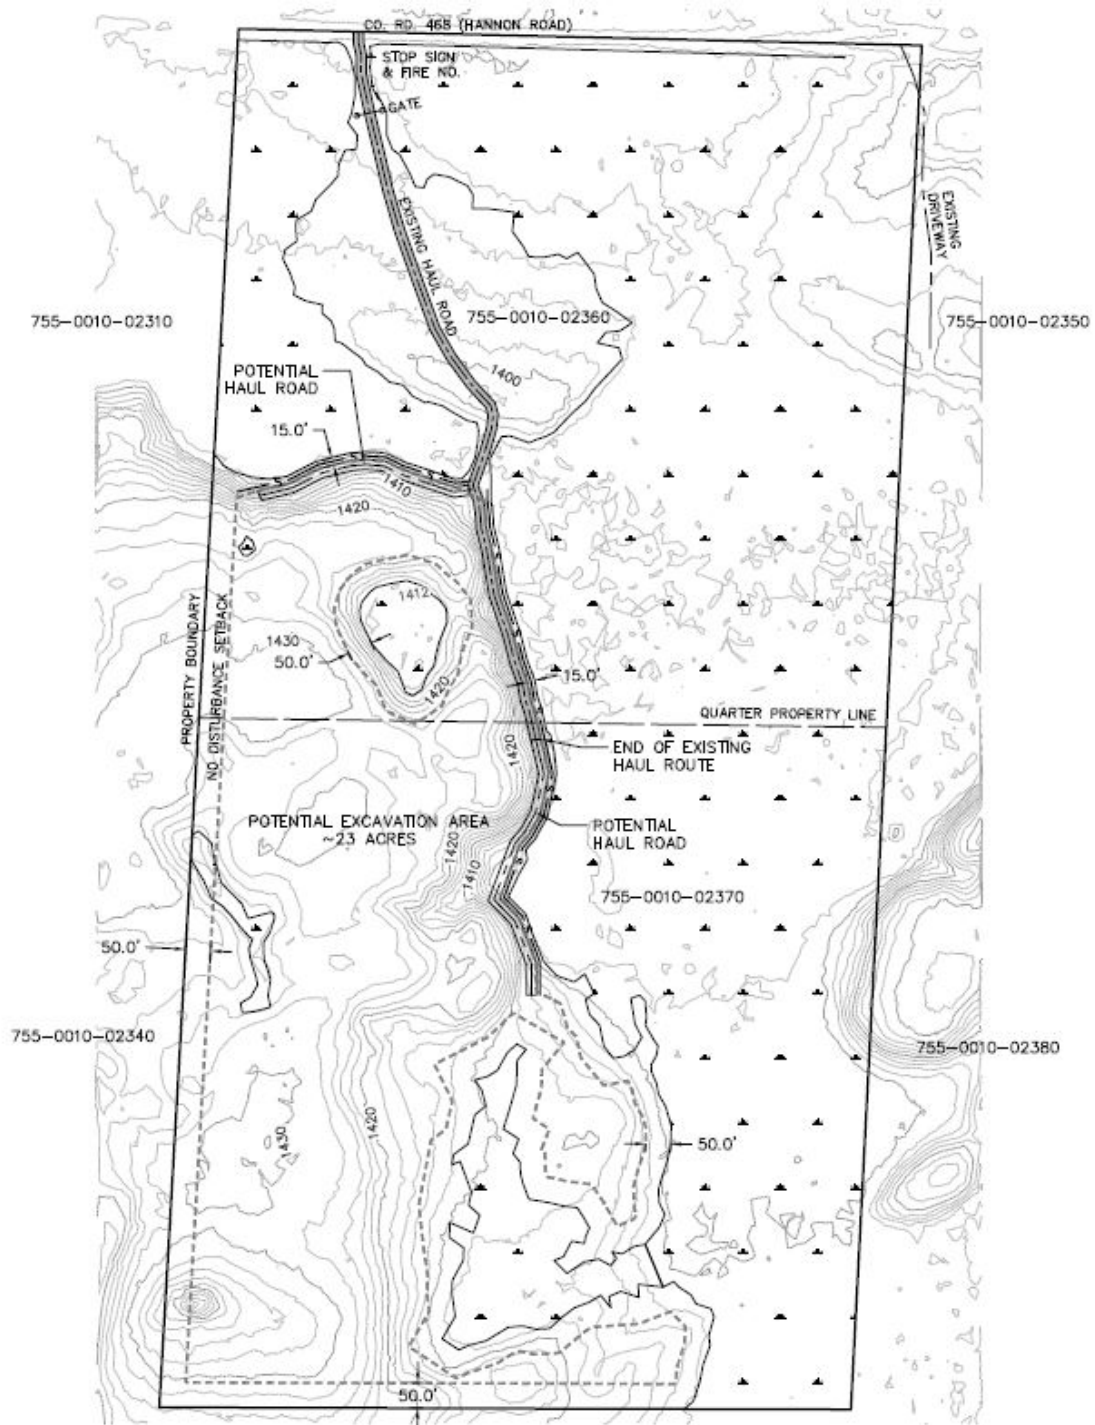 CO. RD. 468 (HANNON ROAD)
STOP SIGN
& FIRE NO.
GATE
EXISTING HAUL ROAD
EXISTING
DRIVEWAY
755-0010-02310
755-0010-02360
755-0010-02350
POTENTIAL
HAUL ROAD
1400
15.0'
1410
1420
1412
PROPERTY BOUNDARY
NO DISTURBANCE SETBACK
1430
50.0'
1420
15.0'
QUARTER PROPERTY LINE
1420
END OF EXISTING
HAUL ROUTE
POTENTIAL EXCAVATION AREA
~23 ACRES
POTENTIAL
HAUL ROAD
1420
1410
755-0010-02370
50.0'
755-0010-02340
755-0010-02380
1430
1420
50.0'
50.0'
S
S
S
S
S
S
S
S
S